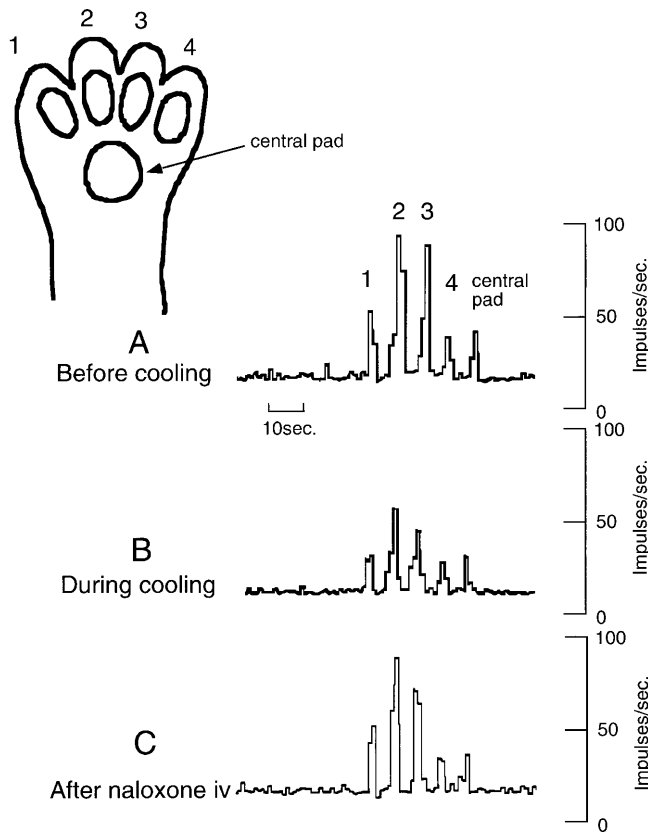 1 2 3 4
central pad
1 2 3 4 central
pad
100
50
0
Impulses/sec.
A
Before cooling
10sec.
100
50
0
Impulses/sec.
B
During cooling
100
50
0
Impulses/sec.
C
After naloxone iv